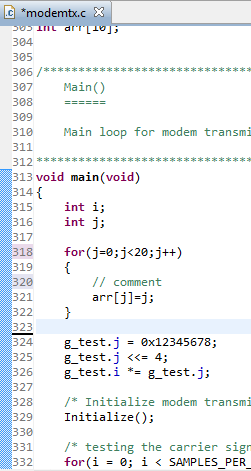 *modemtx.c
303 int arr[10];
304
305
306 /*****************************
307 Main()
308 ======
309
310 Main loop for modem transmi
311
312 *****************************
313 void main(void)
314 {
315 int i;
316 int j;
317
318 for(j=0;j<20;j++)
319 {
320 // comment
321 arr[j]=j;
322 }
323
324 g_test.j = 0x12345678;
325 g_test.j <<= 4;
326 g_test.i *= g_test.j;
327
328 /* Initialize modem transmi
329 Initialize();
330
331 /* testing the carrier sign
332 for(i = 0; i < SAMPLES_PER_